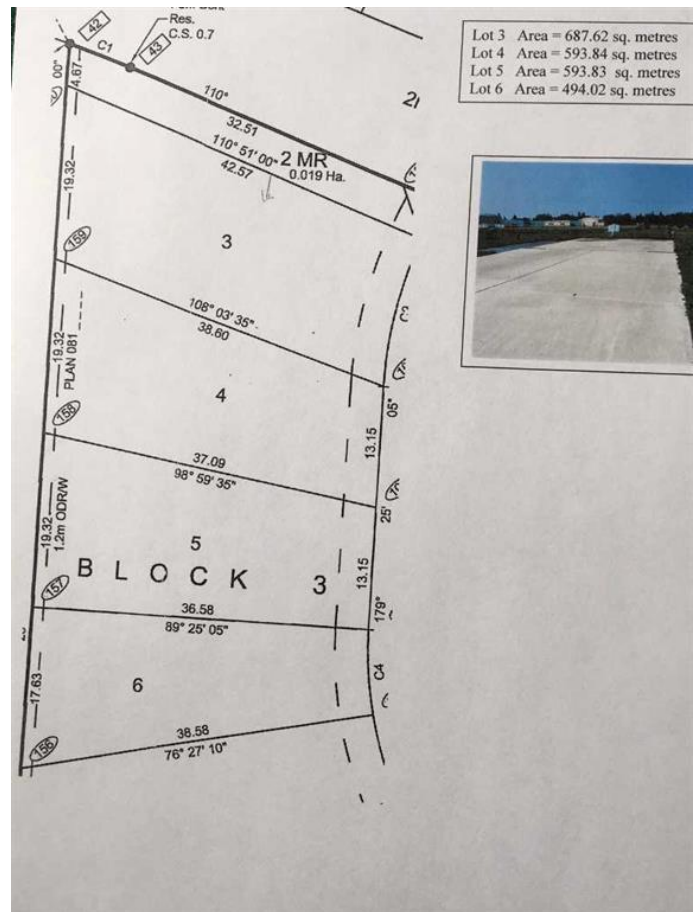 42
C1
43
Res.
C.S. 0.7
00"
4.67
110°
32.51
110° 51' 00"
2 MR
0.019 Ha.
42.57
19.32
3
159
108° 03' 35"
38.60
19.32
PLAN 081
4
05"
13.15
158
37.09
98° 59' 35"
25'
19.32
1.2m ODR/W
5
BLOCK 3
13.15
157
36.58
89° 25' 05"
179°
C4
17.63
6
38.58
76° 27' 10"
156
Lot 3 Area = 687.62 sq. metres
Lot 4 Area = 593.84 sq. metres
Lot 5 Area = 593.83 sq. metres
Lot 6 Area = 494.02 sq. metres